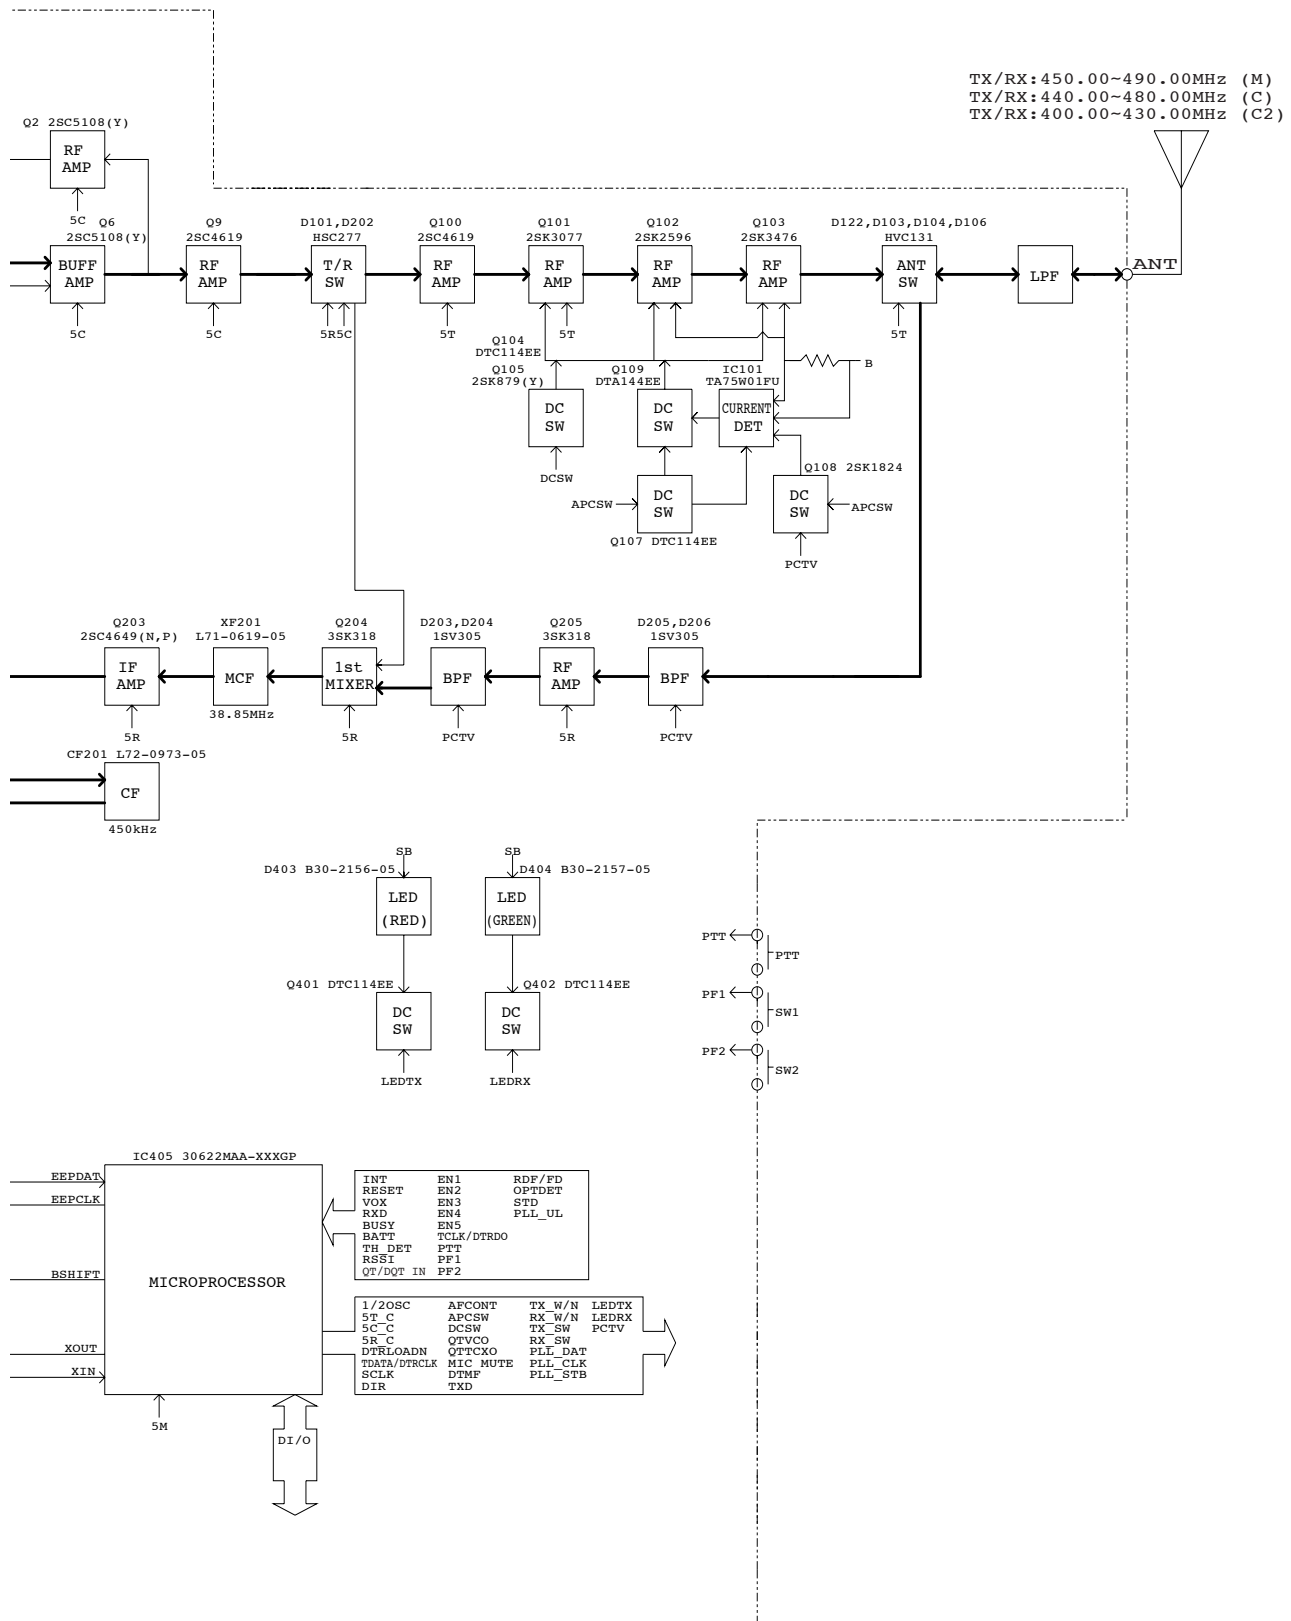 TX/RX:450.00~490.00MHz (M)
TX/RX:440.00~480.00MHz (C)
TX/RX:400.00~430.00MHz (C2)
Q2 2SC5108(Y)
RF
AMP
5C
Q6
2SC5108(Y)
BUFF
AMP
5C
Q9
2SC4619
RF
AMP
5C
D101,D202
HSC277
T/R
SW
5R5C
Q100
2SC4619
RF
AMP
5T
Q101
2SK3077
RF
AMP
5T
Q102
2SK2596
RF
AMP
Q103
2SK3476
RF
AMP
D122,D103,D104,D106
HVC131
ANT
SW
5T
LPF
ANT
Q104
DTC114EE
Q105
2SK879(Y)
DC
SW
DCSW
Q109
DTA144EE
DC
SW
IC101
TA75W01FU
CURRENT
DET
B
APCSW
DC
SW
Q107 DTC114EE
Q108 2SK1824
DC
SW
APCSW
PCTV
Q203
2SC4649(N,P)
IF
AMP
5R
XF201
L71-0619-05
MCF
38.85MHz
Q204
3SK318
1st
MIXER
5R
D203,D204
1SV305
BPF
PCTV
Q205
3SK318
RF
AMP
5R
D205,D206
1SV305
BPF
PCTV
CF201 L72-0973-05
CF
450kHz
SB
D403 B30-2156-05
LED
(RED)
Q401 DTC114EE
DC
SW
LEDTX
SB
D404 B30-2157-05
LED
(GREEN)
Q402 DTC114EE
DC
SW
LEDRX
PTT
PTT
PF1
SW1
PF2
SW2
IC405 30622MAA-XXXGP
EEPDAT
EEPCLK
BSHIFT
XOUT
XIN
MICROPROCESSOR
5M
DI/O
INT EN1 RDF/FD
RESET EN2 OPTDET
VOX EN3 STD
RXD EN4 PLL_UL
BUSY EN5
BATT TCLK/DTRDO
TH_DET PTT
RSSI PF1
QT/DQT IN PF2
1/2OSC AFCONT TX_W/N LEDTX
5T_C APCSW RX_W/N LEDRX
5C_C DCSW TX_SW PCTV
5R_C QTVCO RX_SW
DTRLOADN QTTCXO PLL_DAT
TDATA/DTRCLK MIC MUTE PLL_CLK
SCLK DTMF PLL_STB
DIR TXD